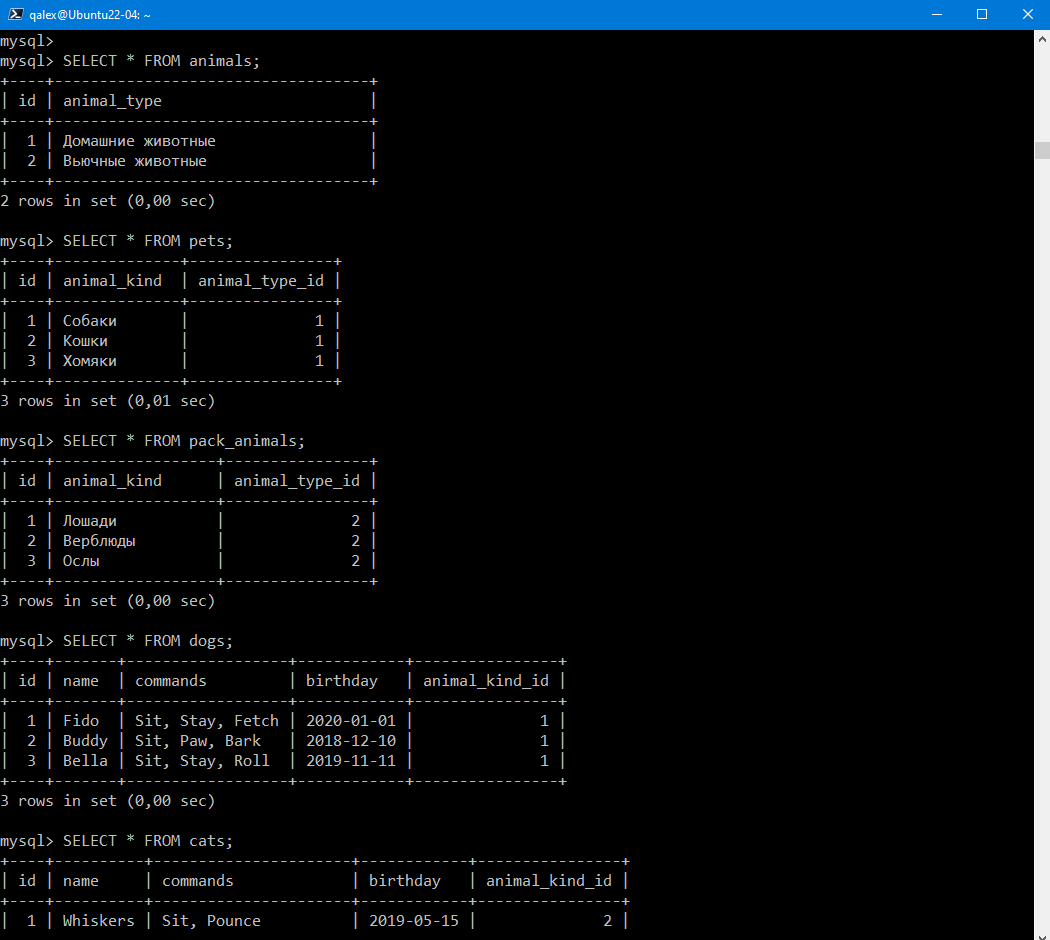 qalex@Ubuntu22-04: ~
mysql>
mysql> SELECT * FROM animals;
+----+-----------------------------------+
| id | animal_type                       |
+----+-----------------------------------+
|  1 | Домашние животные                 |
|  2 | Вьючные животные                  |
+----+-----------------------------------+
2 rows in set (0,00 sec)

mysql> SELECT * FROM pets;
+----+--------------+----------------+
| id | animal_kind  | animal_type_id |
+----+--------------+----------------+
|  1 | Собаки       |              1 |
|  2 | Кошки        |              1 |
|  3 | Хомяки       |              1 |
+----+--------------+----------------+
3 rows in set (0,01 sec)

mysql> SELECT * FROM pack_animals;
+----+------------------+----------------+
| id | animal_kind      | animal_type_id |
+----+------------------+----------------+
|  1 | Лошади           |              2 |
|  2 | Верблюды         |              2 |
|  3 | Ослы             |              2 |
+----+------------------+----------------+
3 rows in set (0,00 sec)

mysql> SELECT * FROM dogs;
+----+-------+------------------+------------+----------------+
| id | name  | commands         | birthday   | animal_kind_id |
+----+-------+------------------+------------+----------------+
|  1 | Fido  | Sit, Stay, Fetch | 2020-01-01 |              1 |
|  2 | Buddy | Sit, Paw, Bark   | 2018-12-10 |              1 |
|  3 | Bella | Sit, Stay, Roll  | 2019-11-11 |              1 |
+----+-------+------------------+------------+----------------+
3 rows in set (0,00 sec)

mysql> SELECT * FROM cats;
+----+----------+----------------------+------------+----------------+
| id | name     | commands             | birthday   | animal_kind_id |
+----+----------+----------------------+------------+----------------+
|  1 | Whiskers | Sit, Pounce          | 2019-05-15 |              2 |